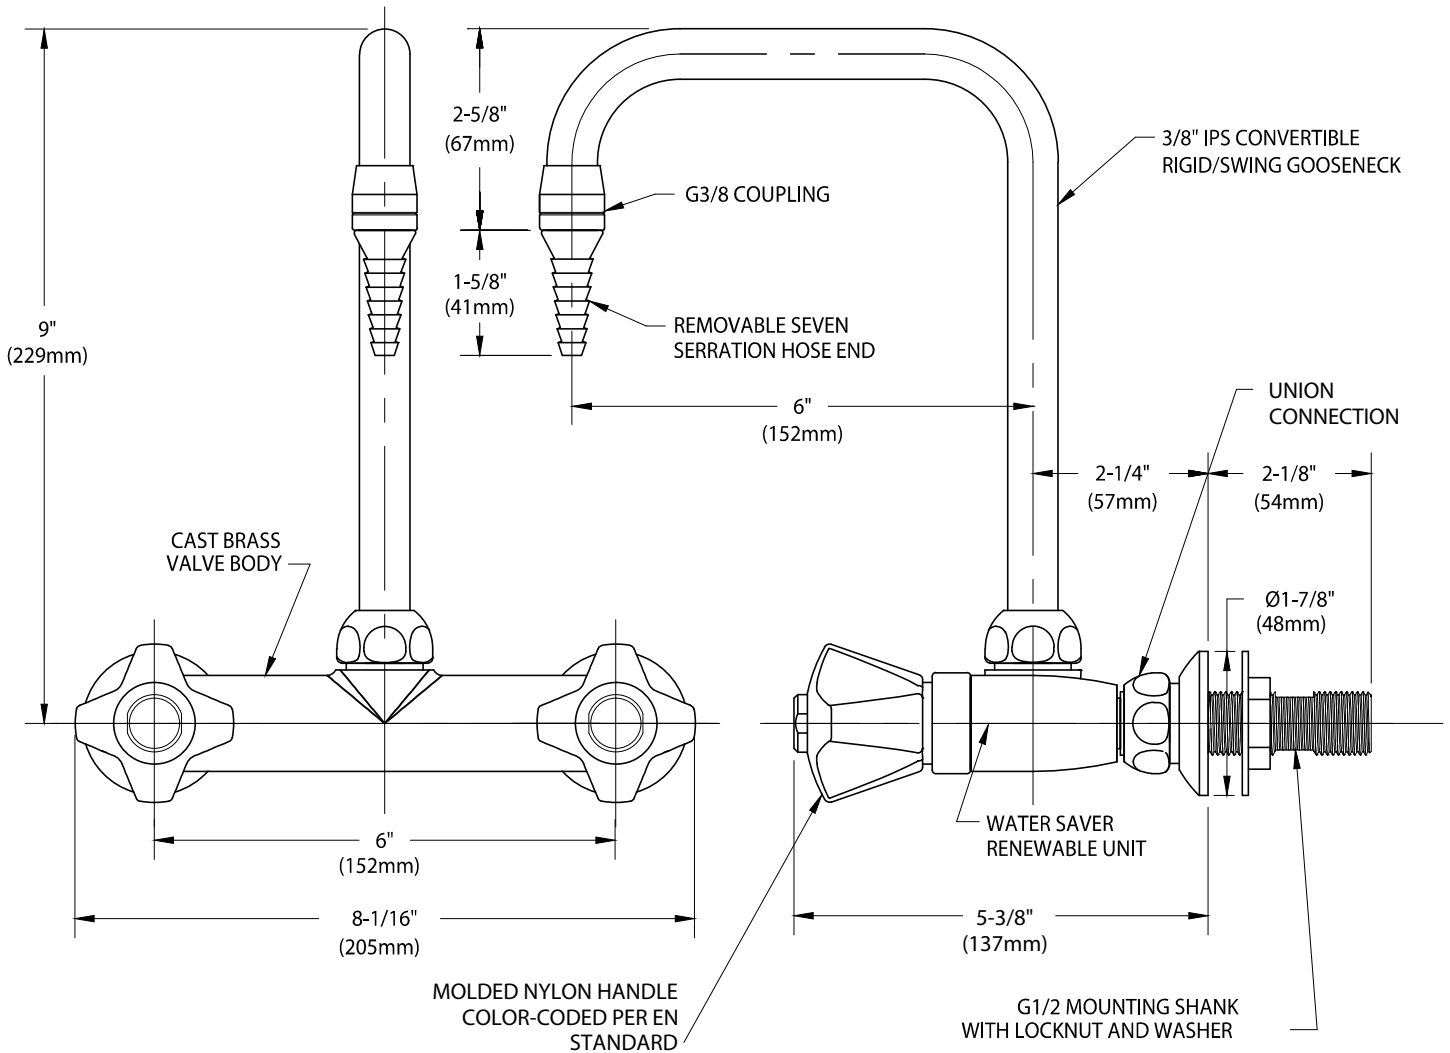 2-5/8"
(67mm)
3/8" IPS CONVERTIBLE
RIGID/SWING GOOSENECK
G3/8 COUPLING
1-5/8"
(41mm)
9"
(229mm)
REMOVABLE SEVEN
SERRATION HOSE END
6"
(152mm)
UNION
CONNECTION
2-1/4"
(57mm)
2-1/8"
(54mm)
CAST BRASS
VALVE BODY
Ø1-7/8"
(48mm)
6"
(152mm)
WATER SAVER
RENEWABLE UNIT
8-1/16"
(205mm)
5-3/8"
(137mm)
MOLDED NYLON HANDLE
COLOR-CODED PER EN
STANDARD
G1/2 MOUNTING SHANK
WITH LOCKNUT AND WASHER